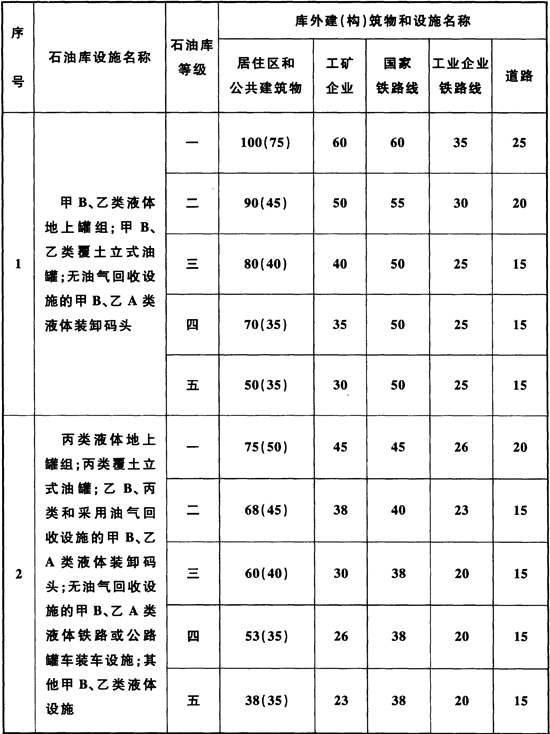 序号
石油库设施名称
石油库
等级
库外建(构)筑物和设施名称
居住区和
公共建筑物
工矿
企业
国家
铁路线
工业企业
铁路线
道路
1
甲B、乙类液体
地上罐组;甲B、
乙类覆土立式油
罐;无油气回收设
施的甲B、乙A类
液体装卸码头
一 100(75) 60 60 35 25
二 90(45) 50 55 30 20
三 80(40) 40 50 25 15
四 70(35) 35 50 25 15
五 50(35) 30 50 25 15
2
丙类液体地上
罐组;丙类覆土立
式油罐;乙B、丙
类和采用油气回
收设施的甲B、乙
A类液体装卸码
头;无油气回收设
施的甲B、乙A类
液体铁路或公路
罐车装车设施;其
他甲B、乙类液体
设施
一 75(50) 45 45 26 20
二 68(45) 38 40 23 15
三 60(40) 30 38 20 15
四 53(35) 26 38 20 15
五 38(35) 23 38 20 15